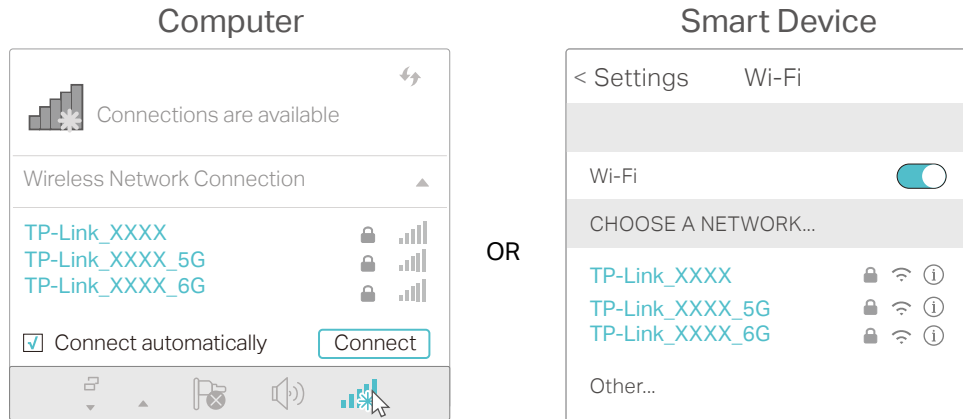 Computer
Connections are available
Wireless Network Connection
TP-Link_XXXX
TP-Link_XXXX_5G
TP-Link_XXXX_6G
Connect automatically
Connect
OR
Smart Device
< Settings Wi-Fi
Wi-Fi
CHOOSE A NETWORK...
TP-Link_XXXX
TP-Link_XXXX_5G
TP-Link_XXXX_6G
Other...